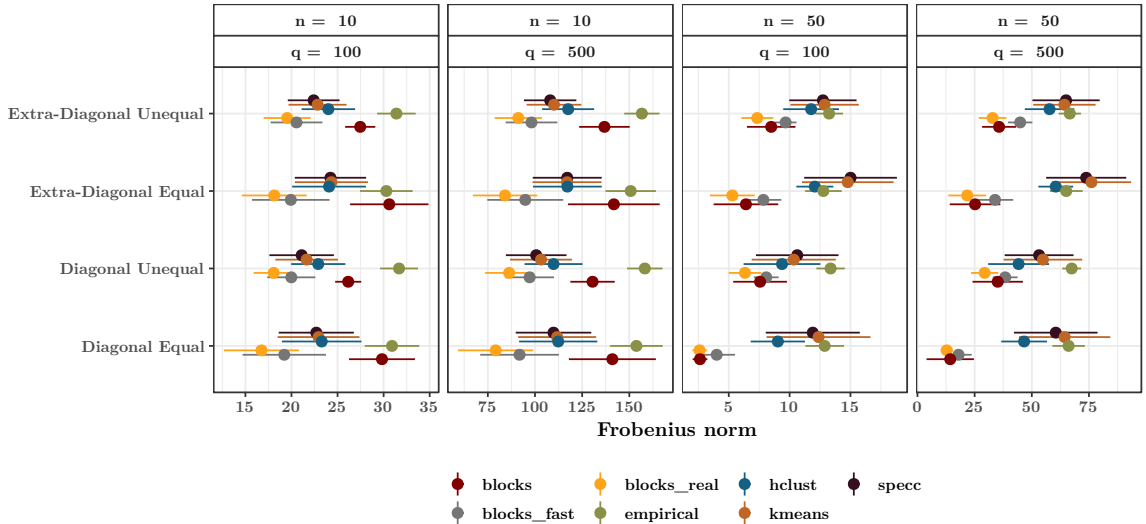 n = 10 n = 10 n = 50 n = 50
q = 100 q = 500 q = 100 q = 500
Extra-Diagonal Unequal
Extra-Diagonal Equal
Diagonal Unequal
Diagonal Equal
15 20 25 30 35 75 100 125 150 5 10 15 0 25 50 75
Frobenius norm
blocks blocks_real hclust specc
blocks_fast empirical kmeans